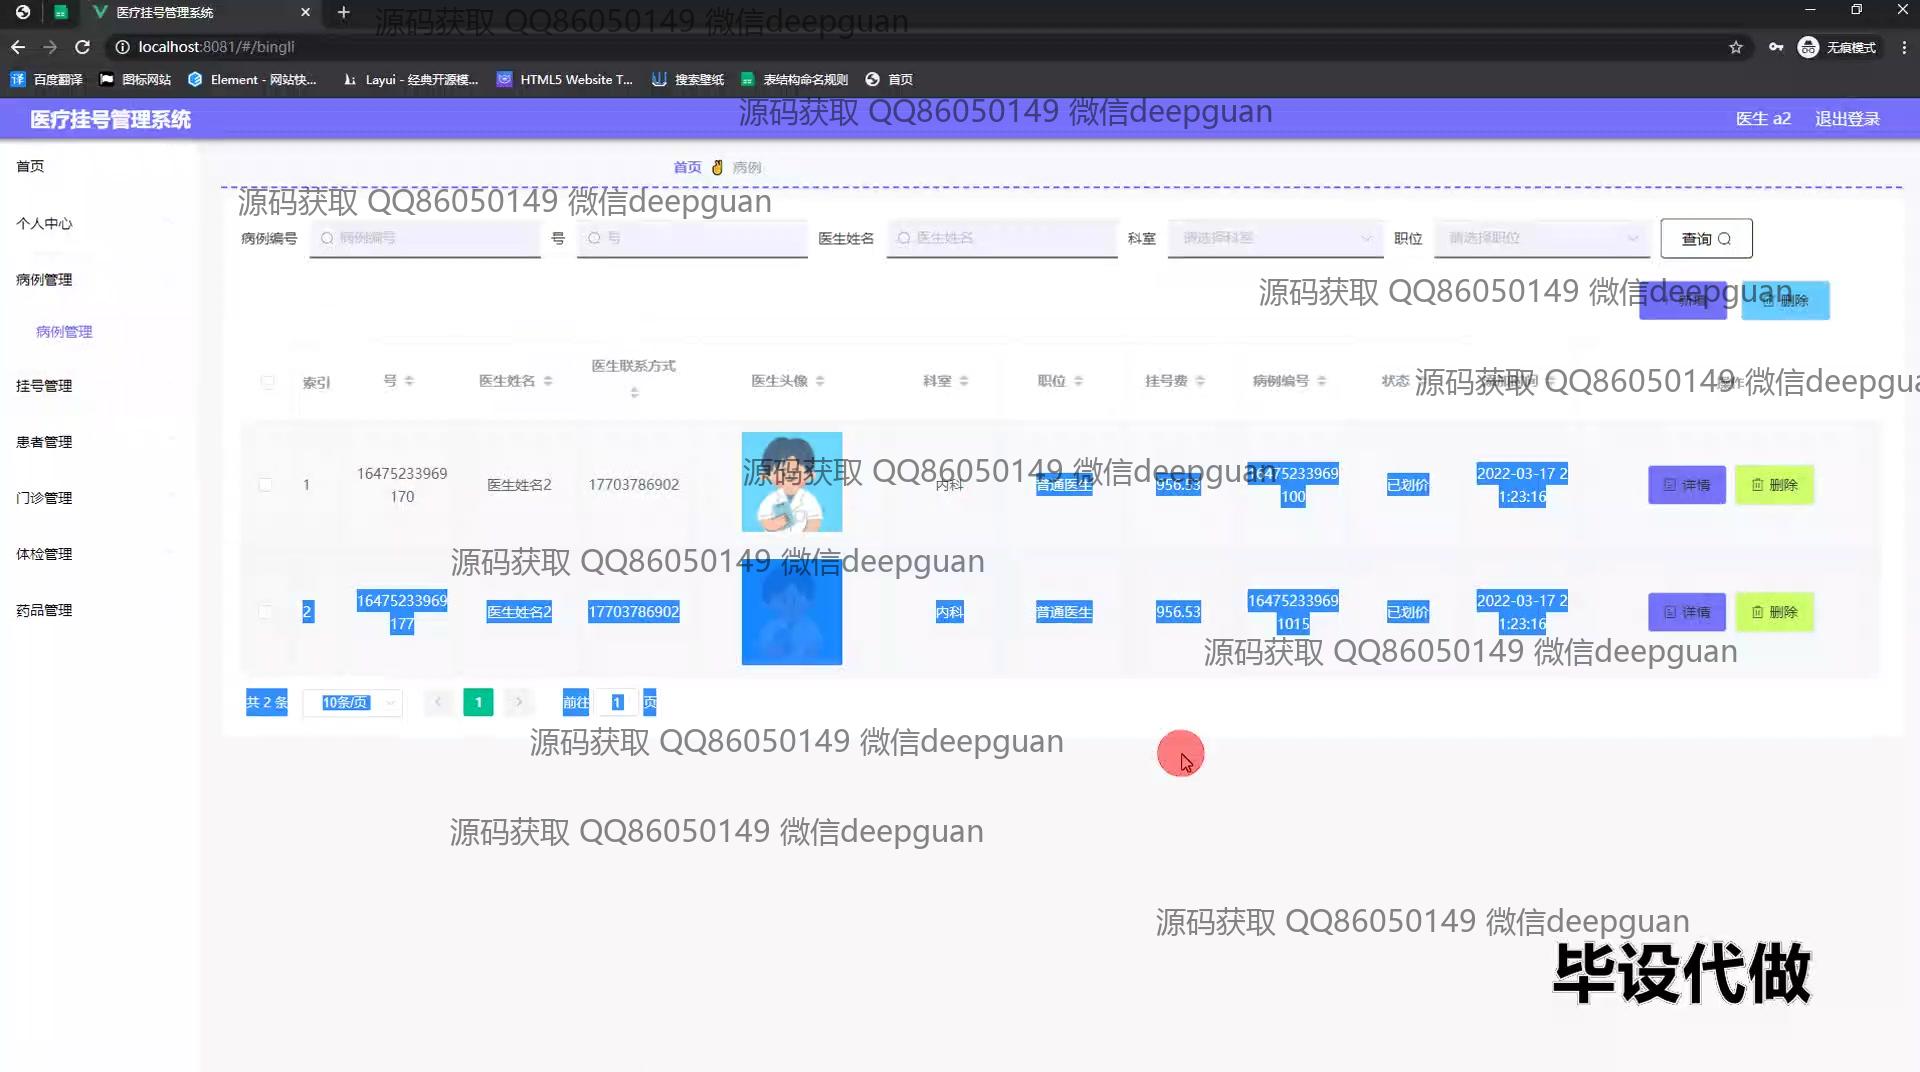 医疗挂号管理系统
源码获取 QQ86050149 微信deepguan
localhost:8081/#/bingli
无痕模式
百度翻译
图标网站
Element - 网站快...
Layui - 经典开源模...
HTML5 Website T...
搜索壁纸
表结构命名规则
首页
医疗挂号管理系统
源码获取 QQ86050149 微信deepguan
医生 a2
退出登录
首页
个人中心
病例管理
病例管理
挂号管理
患者管理
门诊管理
体检管理
药品管理
首页
病例
源码获取 QQ86050149 微信deepguan
病例编号
病例编号
号
号
医生姓名
医生姓名
科室
请选择科室
职位
请选择职位
查询
源码获取 QQ86050149 微信deepguan
新增
删除
索引
号
医生姓名
医生联系方式
医生头像
科室
职位
挂号费
病例编号
状态
操作
源码获取 QQ86050149 微信deepgua
1
16475233969
170
医生姓名2
17703786902
源码获取 QQ86050149 微信deepguan
内科
普通医生
956.53
16475233969
100
已划价
2022-03-17 2
1:23:16
详情
删除
源码获取 QQ86050149 微信deepguan
2
16475233969
177
医生姓名2
17703786902
内科
普通医生
956.53
16475233969
1015
已划价
2022-03-17 2
1:23:16
详情
删除
源码获取 QQ86050149 微信deepguan
共 2 条
10条/页
1
前往
1
页
源码获取 QQ86050149 微信deepguan
源码获取 QQ86050149 微信deepguan
源码获取 QQ86050149 微信deepguan
毕设代做